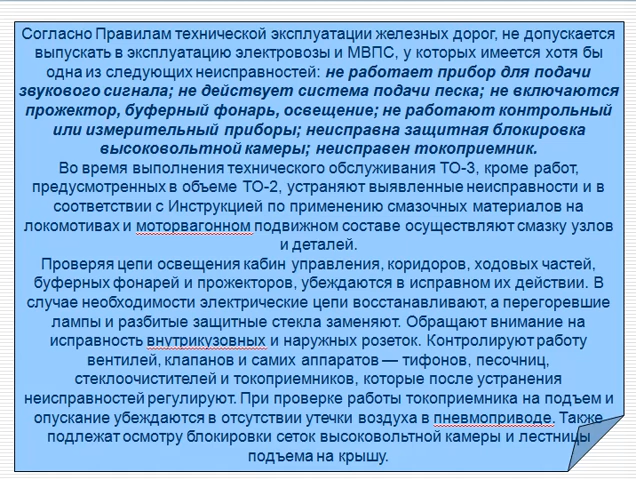 Согласно Правилам технической эксплуатации железных дорог, не допускается
выпускать в эксплуатацию электровозы и МВПС, у которых имеется хотя бы
одна из следующих неисправностей: не работает прибор для подачи
звукового сигнала; не действует система подачи песка; не включаются
прожектор, буферный фонарь, освещение; не работают контрольный
или измерительный приборы; неисправна защитная блокировка
высоковольтной камеры; неисправен токоприемник.
Во время выполнения технического обслуживания ТО-3, кроме работ,
предусмотренных в объеме ТО-2, устраняют выявленные неисправности и в
соответствии с Инструкцией по применению смазочных материалов на
локомотивах и моторвагонном подвижном составе осуществляют смазку узлов
и деталей.
Проверяя цепи освещения кабин управления, коридоров, ходовых частей,
буферных фонарей и прожекторов, убеждаются в исправном их действии. В
случае необходимости электрические цепи восстанавливают, а перегоревшие
лампы и разбитые защитные стекла заменяют. Обращают внимание на
исправность внутрикузовных и наружных розеток. Контролируют работу
вентилей, клапанов и самих аппаратов — тифонов, песочниц,
стеклоочистителей и токоприемников, которые после устранения
неисправностей регулируют. При проверке работы токоприемника на подъем и
опускание убеждаются в отсутствии утечки воздуха в пневмоприводе. Также
подлежат осмотру блокировки сеток высоковольтной камеры и лестницы
подъема на крышу.